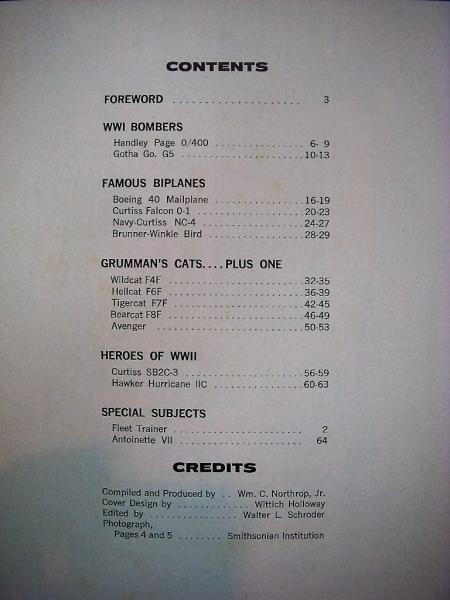 CONTENTS
FOREWORD .................... 3
WWI BOMBERS
Handley Page 0/400 ............... 6- 9
Gotha Go. G5 .................... 10-13
FAMOUS BIPLANES
Boeing 40 Mailplane ............... 16-19
Curtiss Falcon 0-1 ................. 20-23
Navy-Curtiss NC-4 ................ 24-27
Brunner-Winkle Bird ............... 28-29
GRUMMAN'S CATS....PLUS ONE
Wildcat F4F ..................... 32-35
Hellcat F6F ..................... 36-39
Tigercat F7F .................... 42-45
Bearcat F8F ..................... 46-49
Avenger ....................... 50-53
HEROES OF WWII
Curtiss SB2C-3 .................. 56-59
Hawker Hurricane IIC .............. 60-63
SPECIAL SUBJECTS
Fleet Trainer .................... 2
Antoinette VII ................... 64
CREDITS
Compiled and Produced by .. Wm. C. Northrop, Jr.
Cover Design by ............. Wittich Holloway
Edited by ................ Walter L. Schroder
Photograph,
Pages 4 and 5 ........ Smithsonian Institution